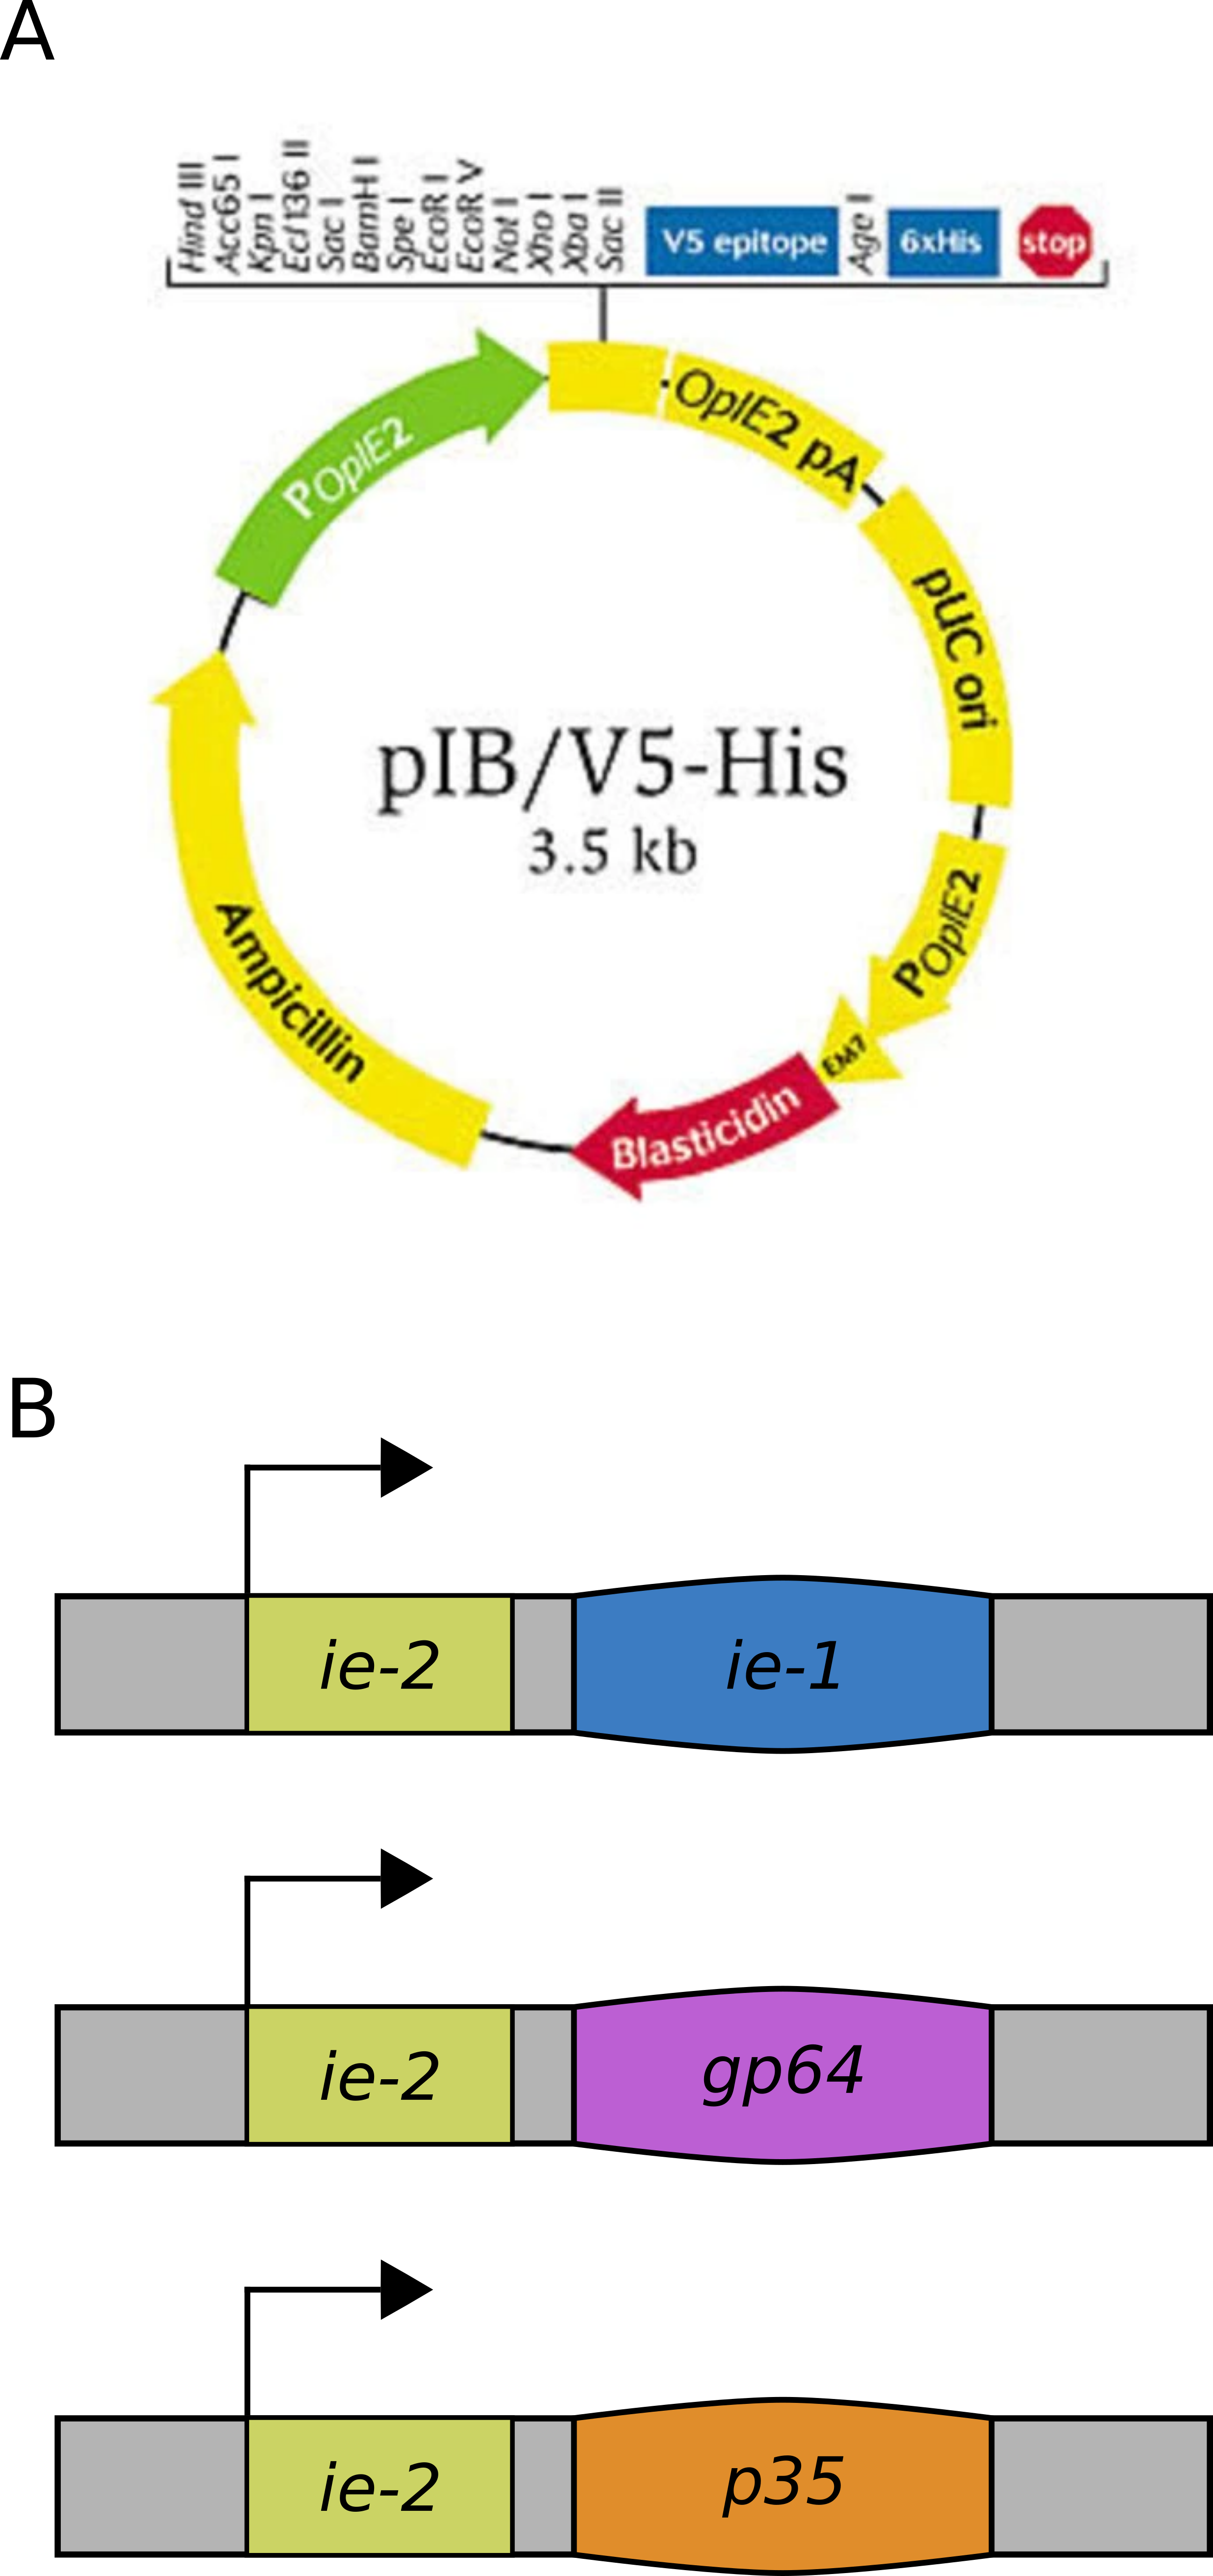 A
Hind III
Acc65 I
Kpn I
Ecl136 II
Sac I
BamH I
Spe I
EcoR I
EcoR V
Not I
Xho I
Xba I
Sac II
V5 epitope
Age I
6xHis
stop
POpIE2
OpIE2 pA
pUC ori
pIB/V5-His
3.5 kb
POpIE2
EM7
Blasticidin
Ampicillin
B
ie-2 ie-1
ie-2 gp64
ie-2 p35